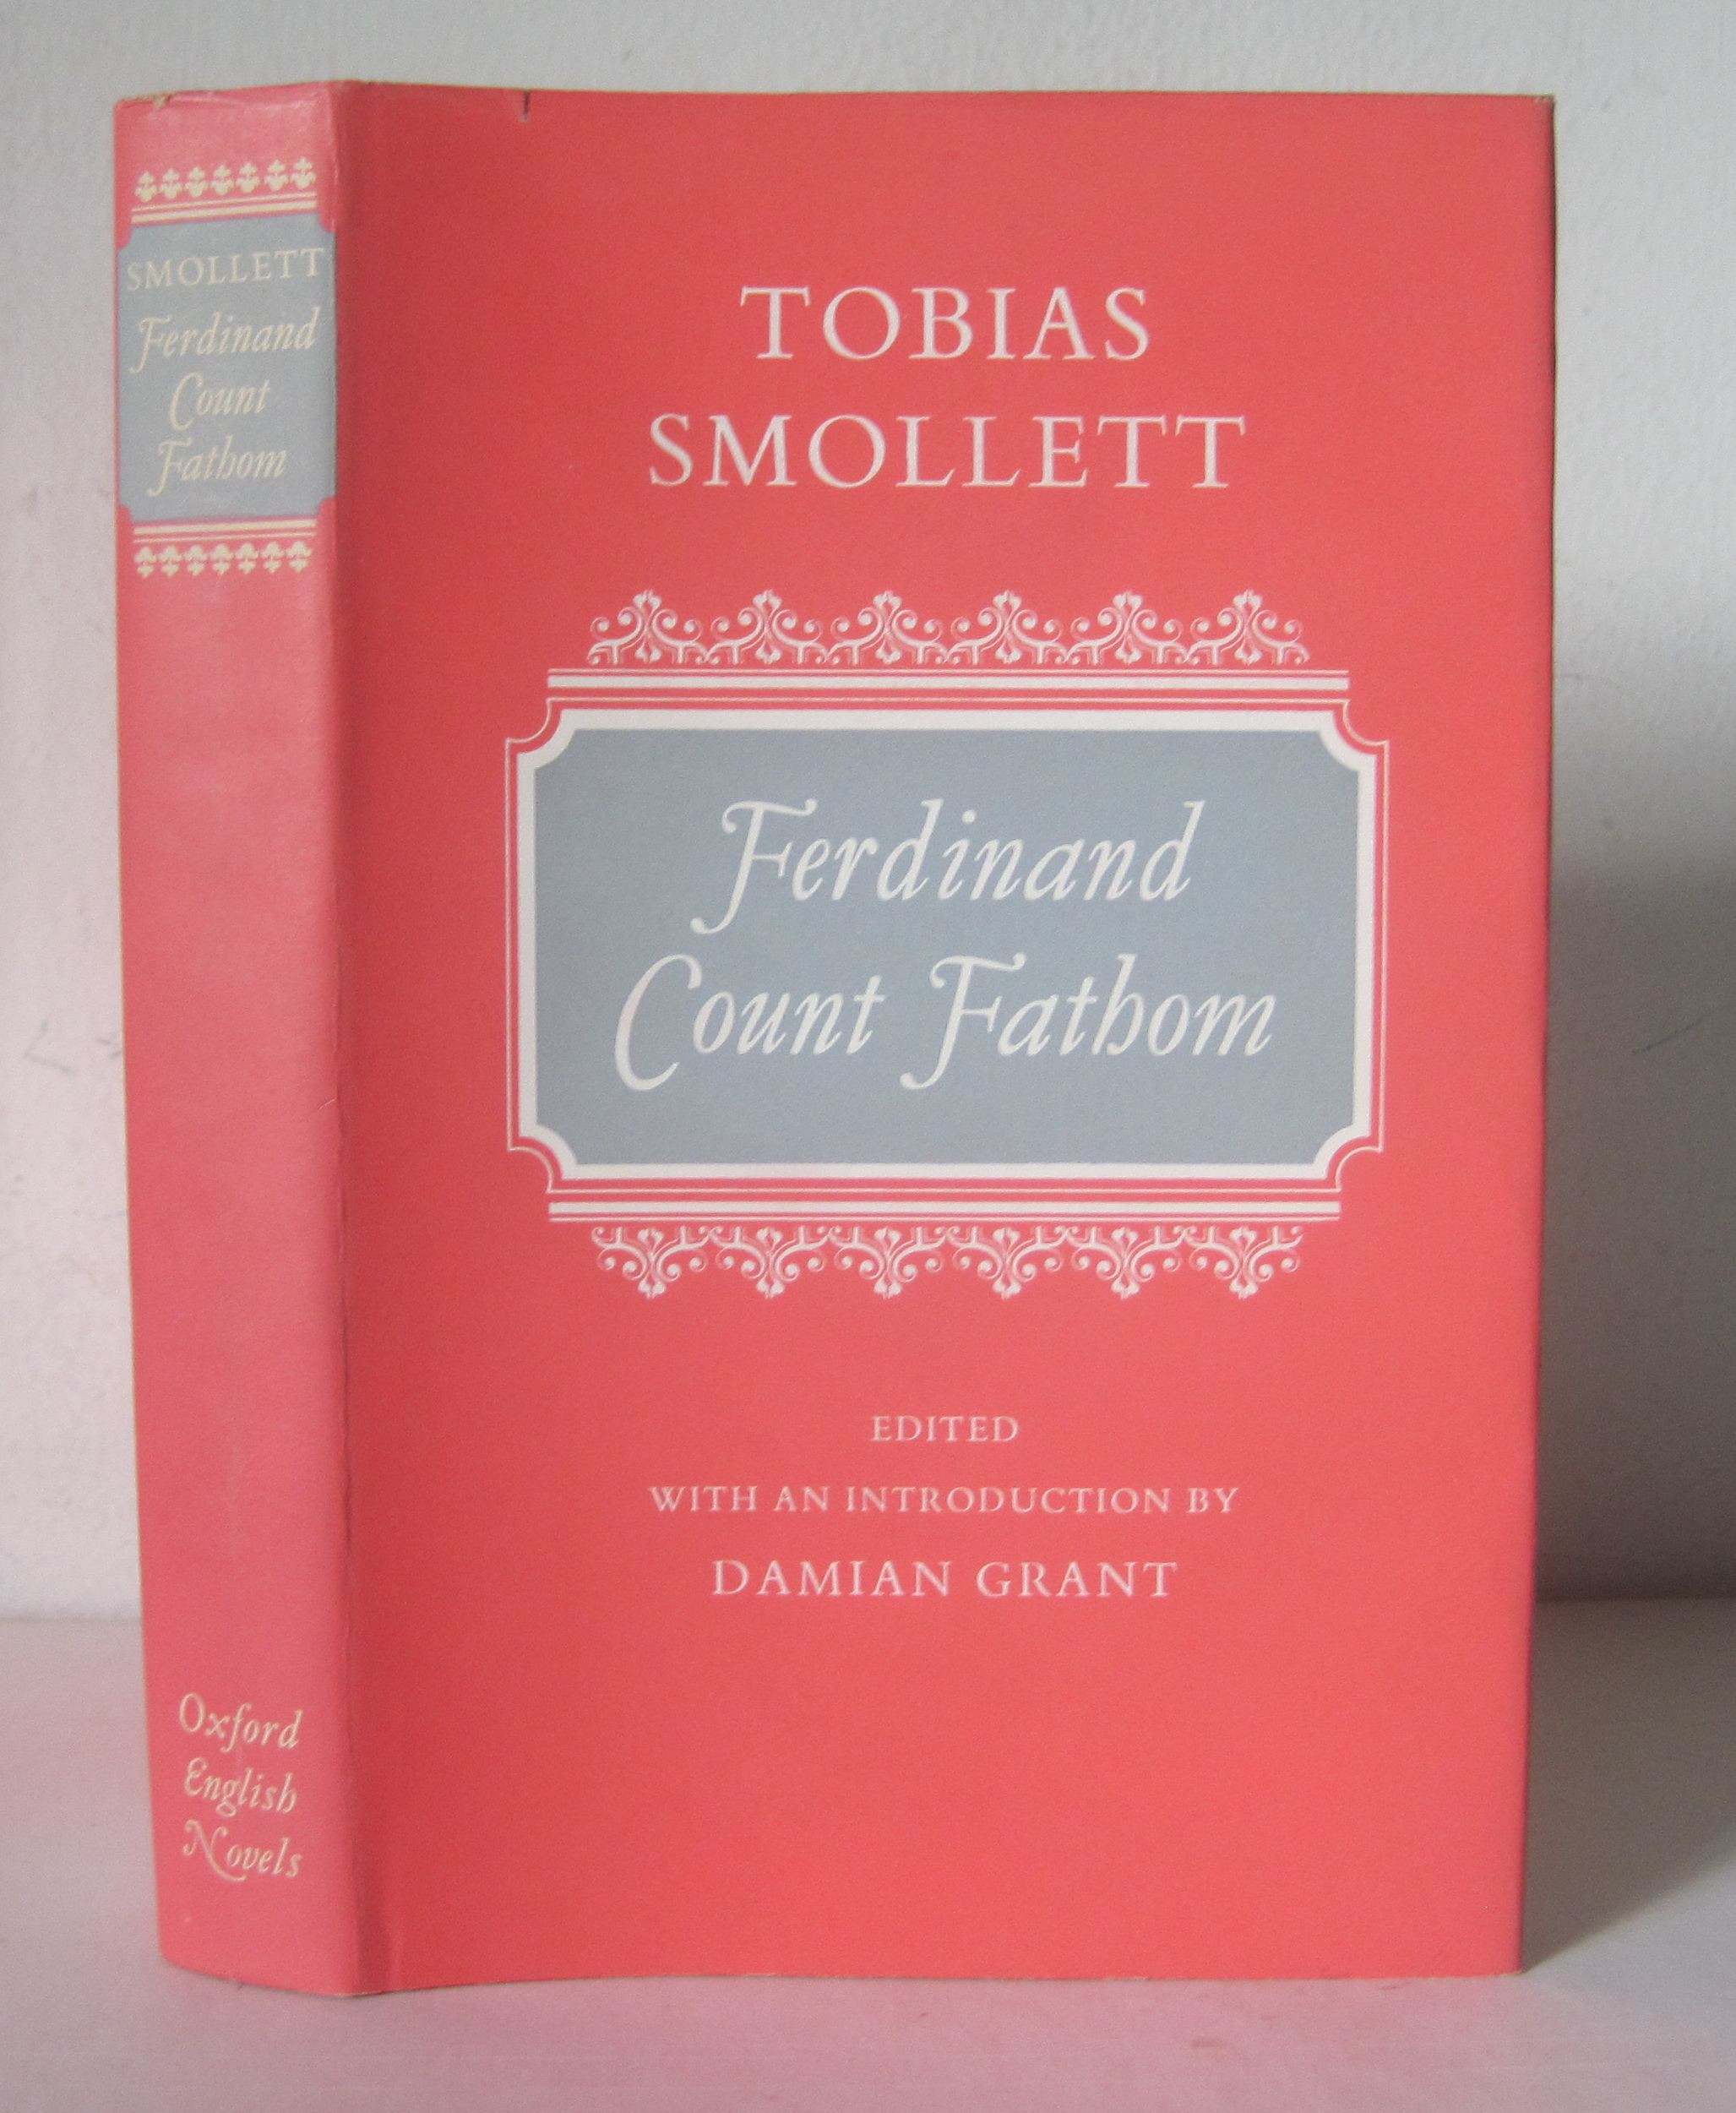 SMOLLETT
Ferdinand
Count
Fathom
Oxford
English
Novels
TOBIAS
SMOLLETT
Ferdinand
Count Fathom
EDITED
WITH AN INTRODUCTION BY
DAMIAN GRANT